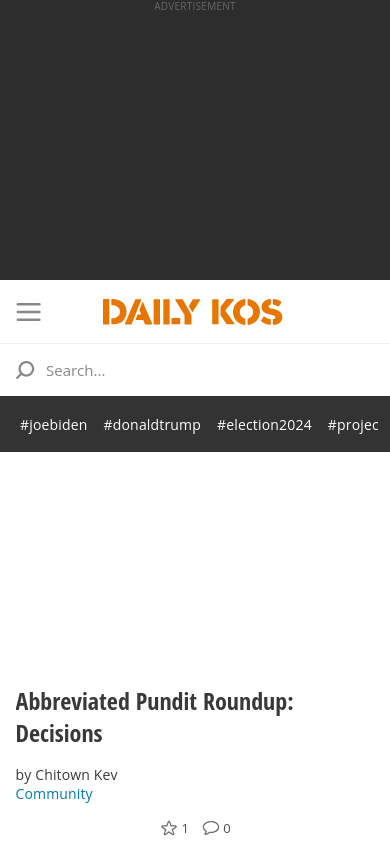 ADVERTISEMENT
DAILY KOS
Search...
#joebiden #donaldtrump #election2024 #projec
Abbreviated Pundit Roundup:
Decisions
by Chitown Kev
Community
1 0